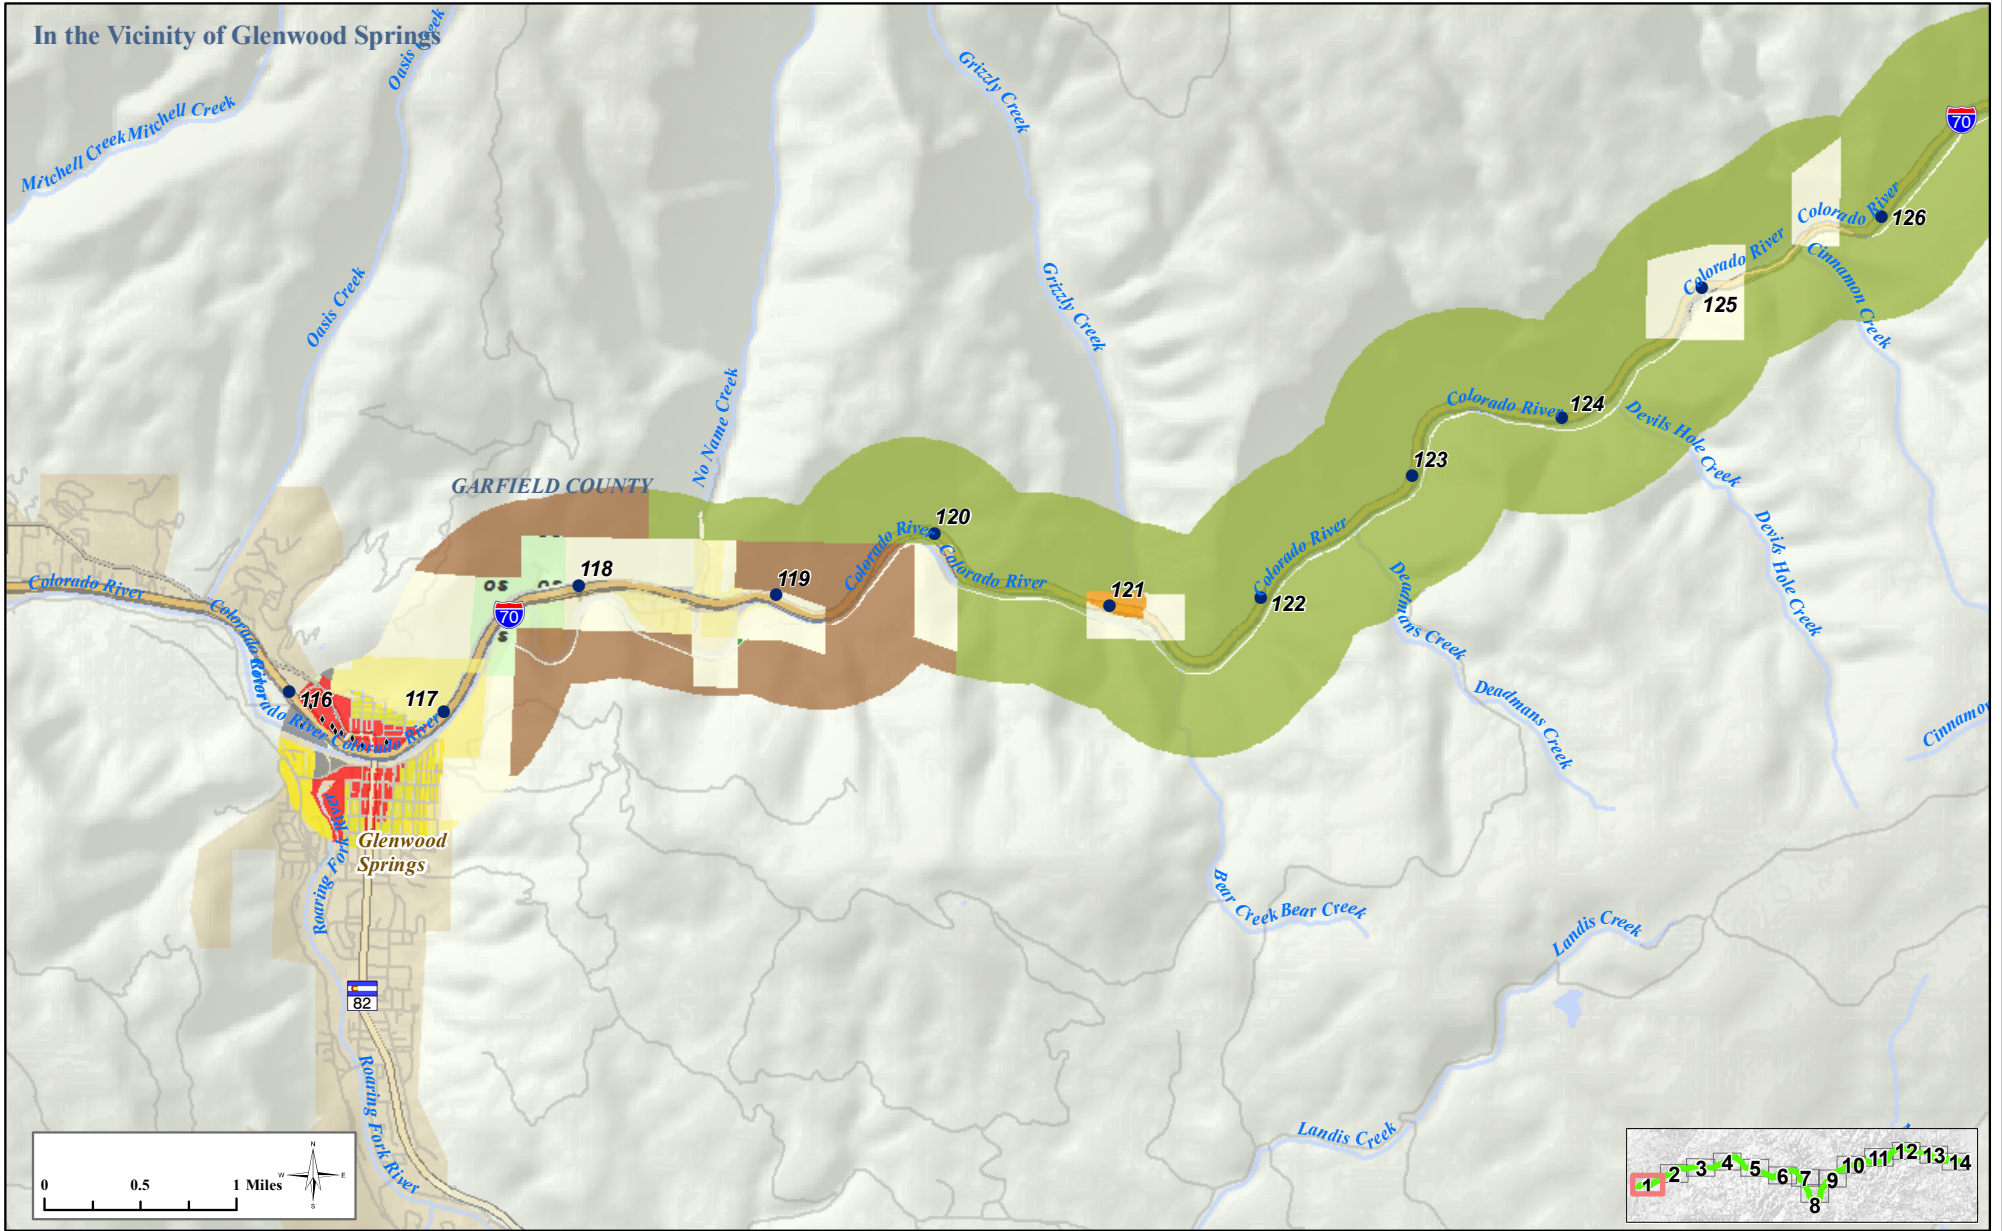 In the Vicinity of Glenwood Springs
Oasis Creek
Grizzly Creek
Mitchell Creek
Mitchell Creek
70
Colorado River
126
Cinnamon Creek
Colorado River
125
Oasis Creek
Grizzly Creek
No Name Creek
Colorado River
124
Devils Hole Creek
123
GARFIELD COUNTY
120
Colorado River
Colorado River
Colorado River
Devils Hole Creek
118
119
121
122
OS
OS
70
S
Colorado River
Colorado River
Deadmans Creek
Deadmans Creek
116
117
Colorado River
Colorado River
Cinnamon
Roaring Fork River
Glenwood
Springs
Bear Creek
Bear Creek
Landis Creek
82
Roaring Fork River
Landis Creek
0 0.5 1 Miles
N
W E
S
1 2 3 4 5 6 7 8 9 10 11 12 13 14